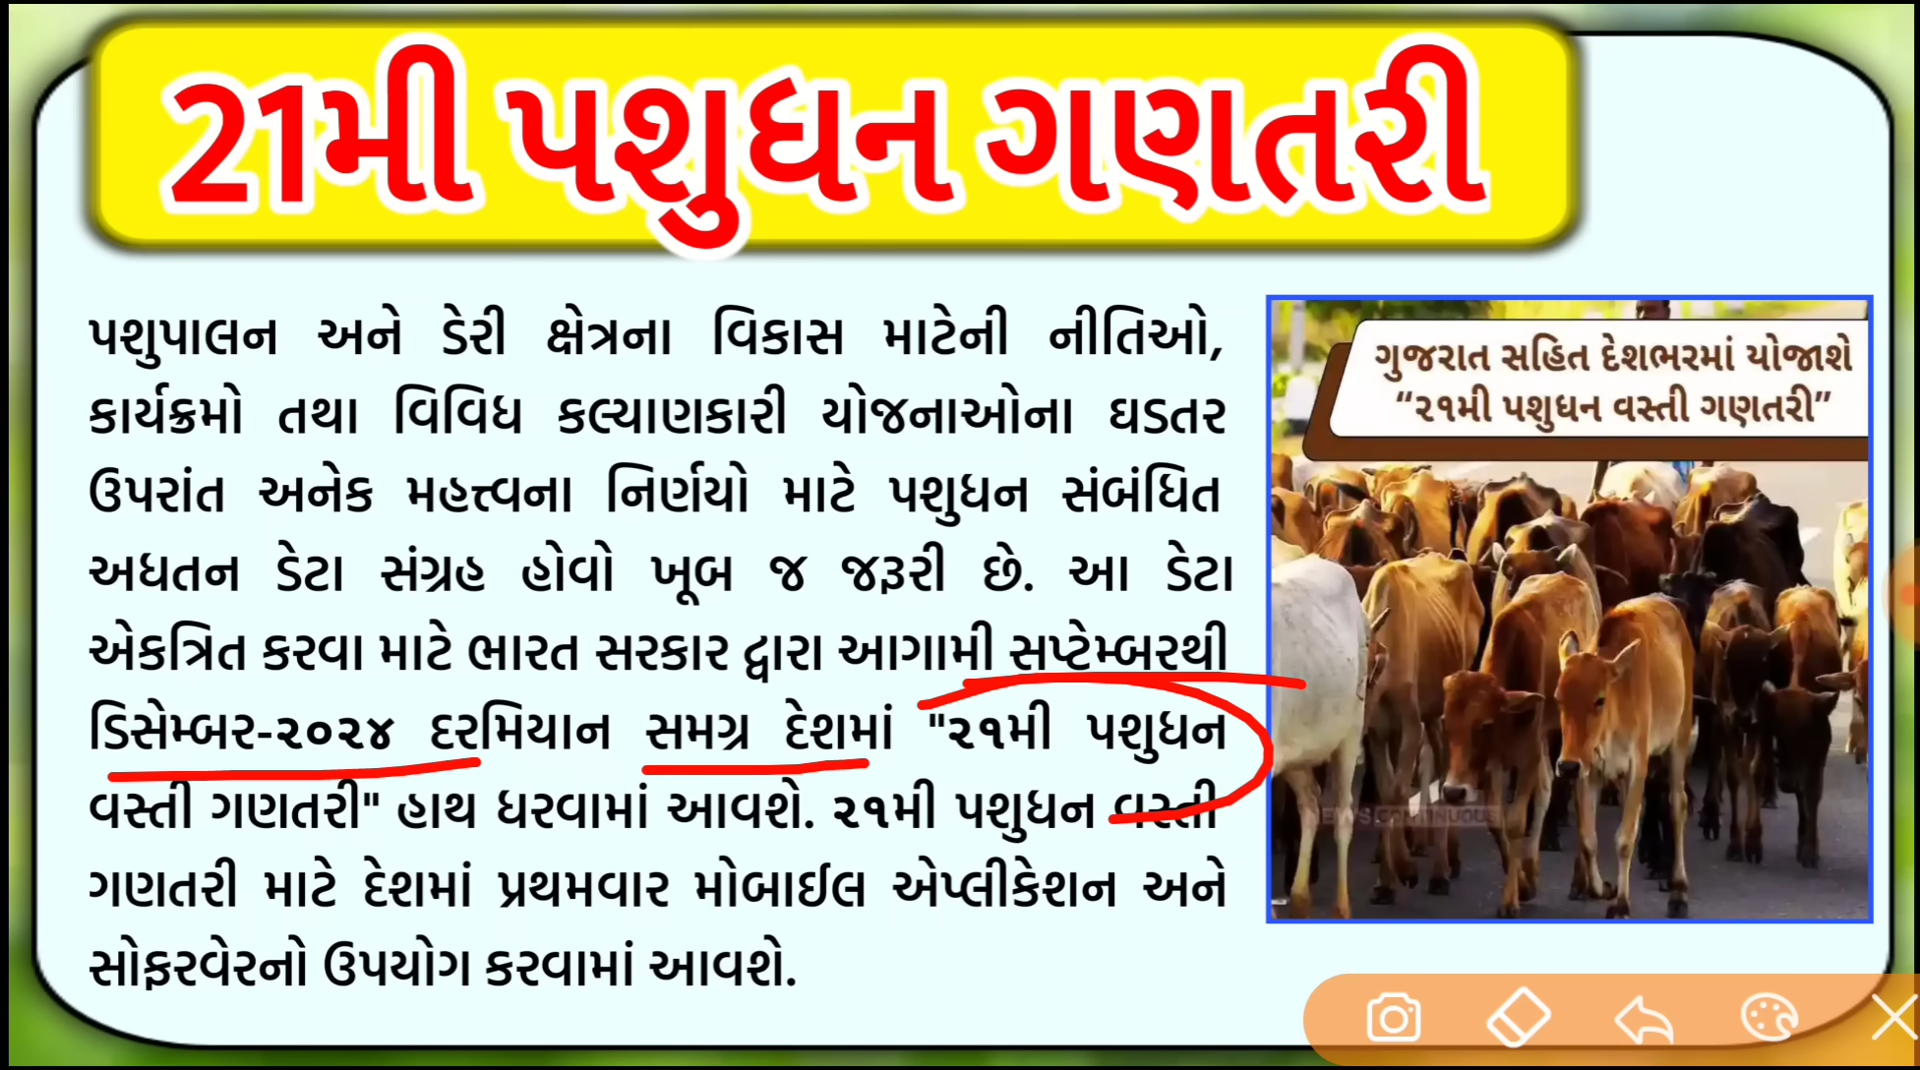 21મી પશુધન ગણતરી
પશુપાલન અને ડેરી ક્ષેત્રના વિકાસ માટેની નીતિઓ,
કાર્યક્રમો તથા વિવિધ કલ્યાણકારી યોજનાઓના ઘડતર
ઉપરાંત અનેક મહત્ત્વના નિર્ણયો માટે પશુધન સંબંધિત
અધતન ડેટા સંગ્રહ હોવો ખૂબ જ જરૂરી છે. આ ડેટા
એકત્રિત કરવા માટે ભારત સરકાર દ્વારા આગામી સપ્ટેમ્બરથી
ડિસેમ્બર-૨૦૨૪ દરમિયાન સમગ્ર દેશમાં "૨૧મી પશુધન
વસ્તી ગણતરી" હાથ ધરવામાં આવશે. ૨૧મી પશુધન વસ્તી
ગણતરી માટે દેશમાં પ્રથમવાર મોબાઈલ એપ્લીકેશન અને
સોફરવેરનો ઉપયોગ કરવામાં આવશે.
ગુજરાત સહિત દેશભરમાં યોજાશે
“૨૧મી પશુધન વસ્તી ગણતરી”
NEWS CONTINUOUS